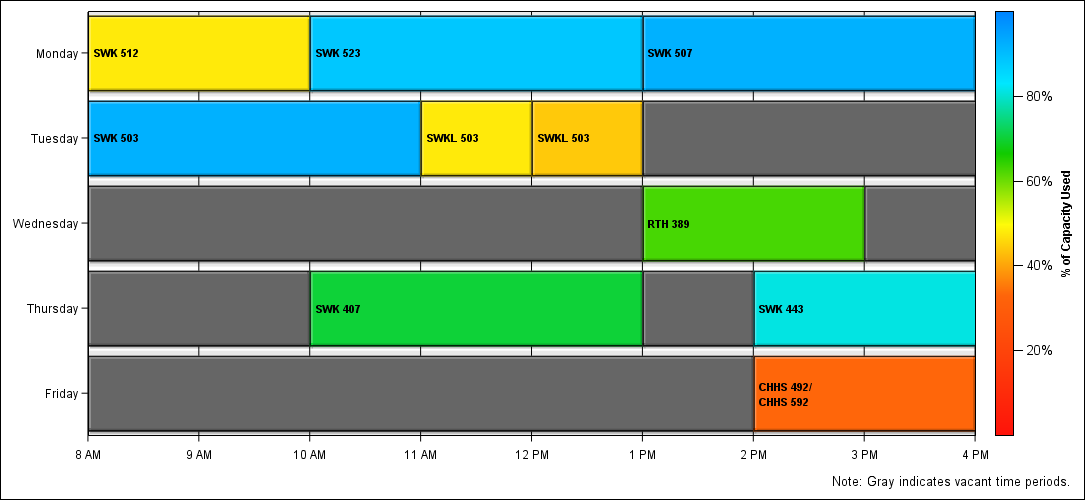 Monday
SWK 512
SWK 523
SWK 507
80%
Tuesday
SWK 503
SWKL 503
SWKL 503
60%
Wednesday
RTH 389
% of Capacity Used
40%
Thursday
SWK 407
SWK 443
20%
Friday
CHHS 492/
CHHS 592
8 AM
9 AM
10 AM
11 AM
12 PM
1 PM
2 PM
3 PM
4 PM
Note: Gray indicates vacant time periods.